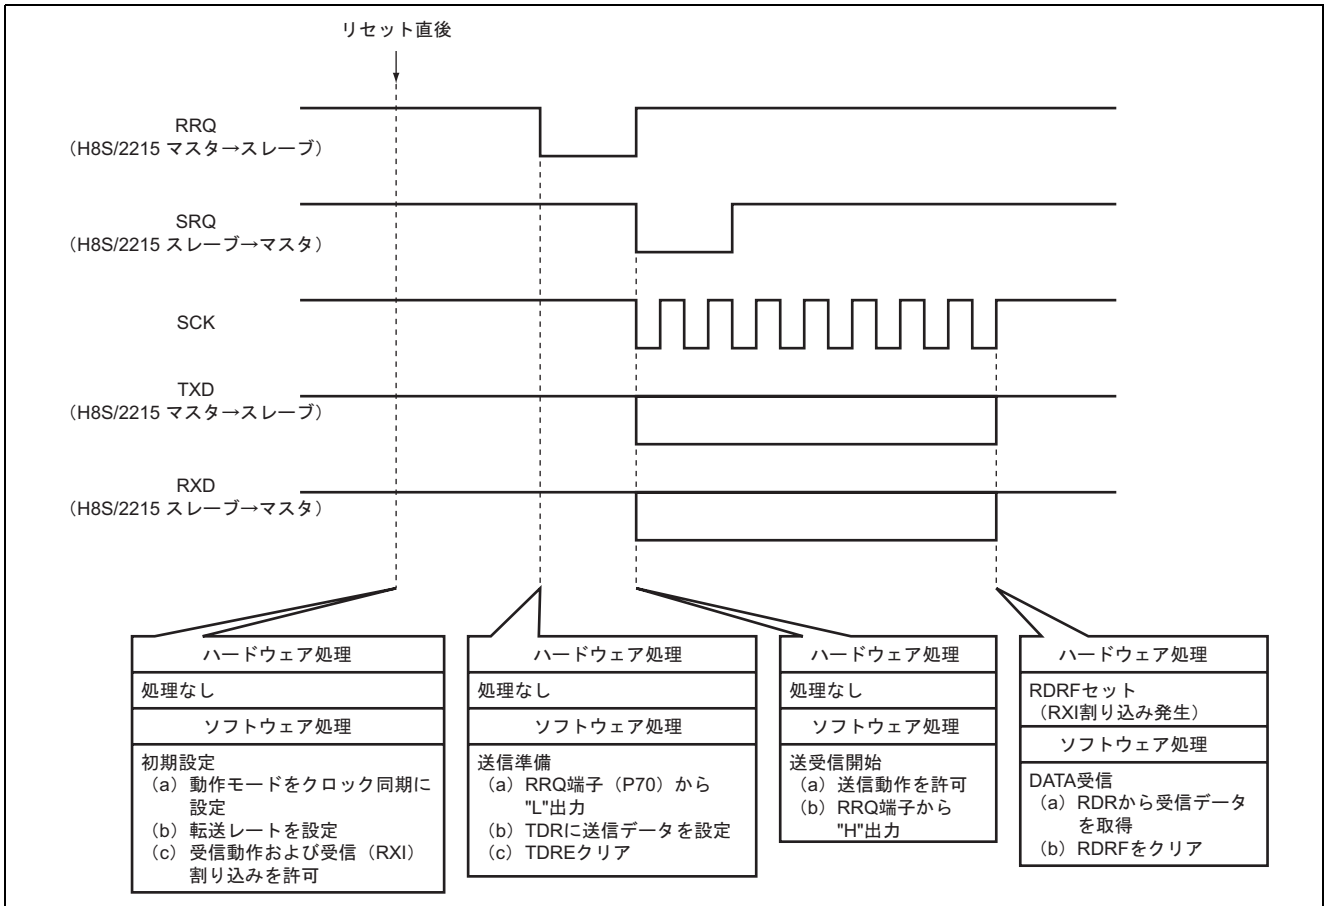 リセット直後
RRQ
（H8S/2215 マスタ→スレーブ）
SRQ
（H8S/2215 スレーブ→マスタ）
SCK
TXD
（H8S/2215 マスタ→スレーブ）
RXD
（H8S/2215 スレーブ→マスタ）
ハードウェア処理
処理なし
ソフトウェア処理
初期設定
（a）動作モードをクロック同期に
設定
（b）転送レートを設定
（c）受信動作および受信（RXI）
割り込みを許可
ハードウェア処理
処理なし
ソフトウェア処理
送信準備
（a）RRQ端子（P70）から
"L"出力
（b）TDRに送信データを設定
（c）TDREクリア
ハードウェア処理
処理なし
ソフトウェア処理
送受信開始
（a）送信動作を許可
（b）RRQ端子から
"H"出力
ハードウェア処理
RDRFセット
（RXI割り込み発生）
ソフトウェア処理
DATA受信
（a）RDRから受信データ
を取得
（b）RDRFをクリア